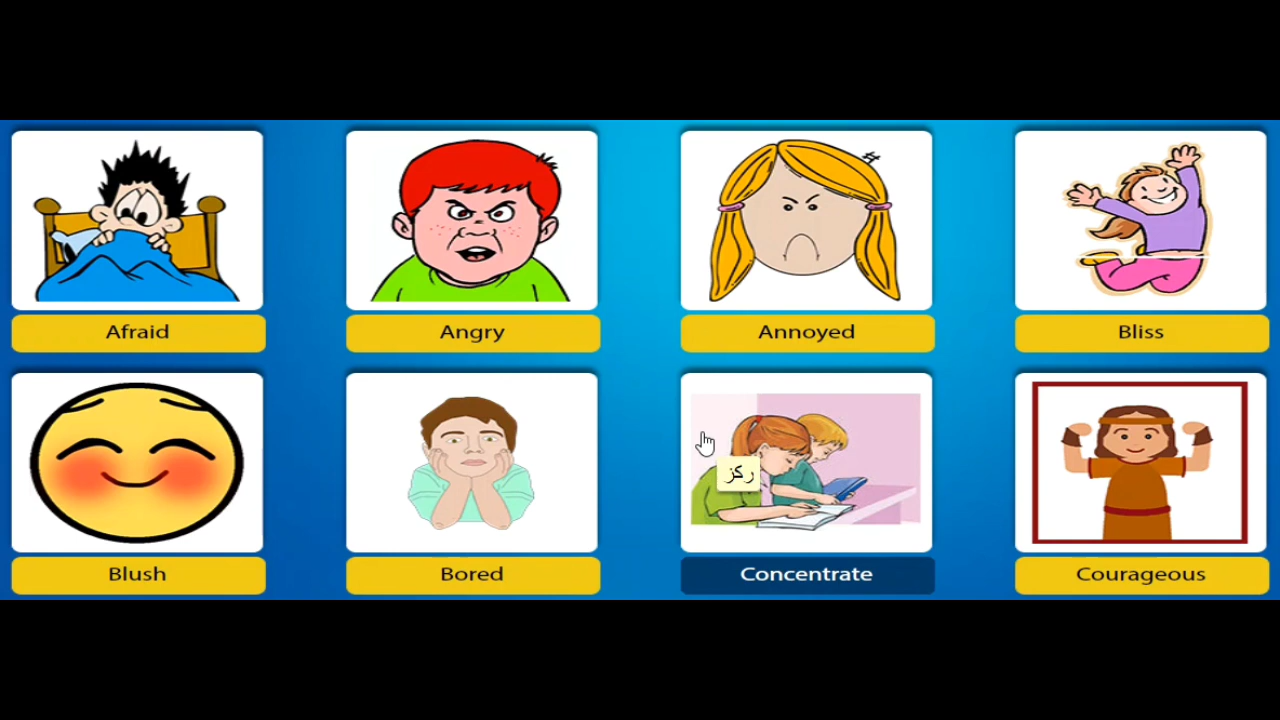 Afraid
Angry
Annoyed
Bliss
ركز
Blush
Bored
Concentrate
Courageous